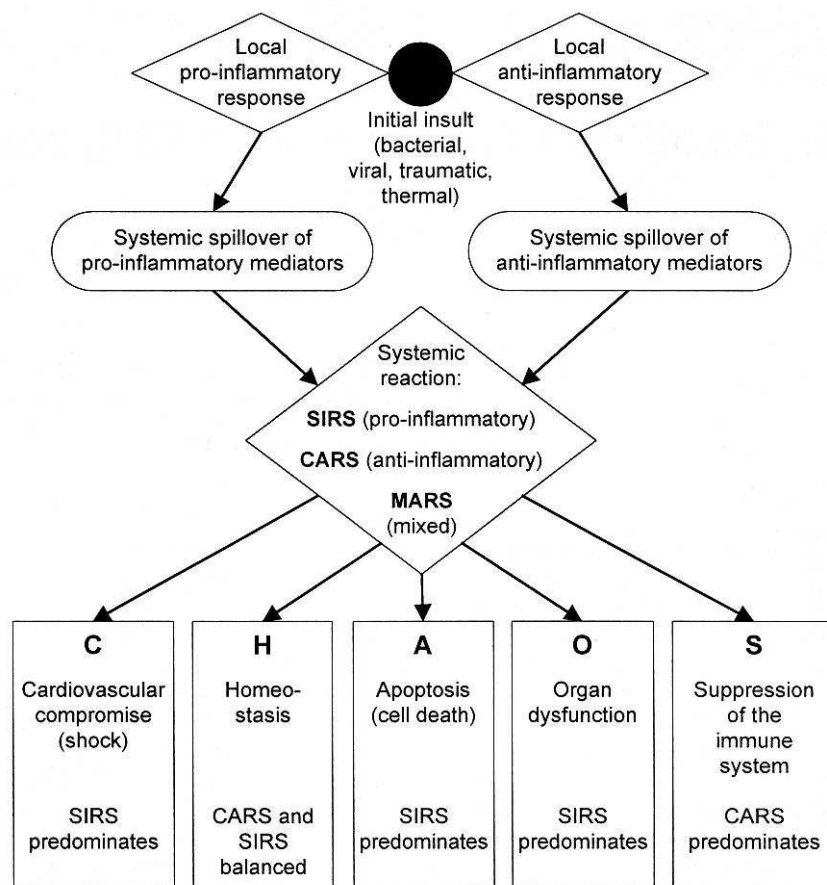 Local
pro-inflammatory
response
Local
anti-inflammatory
response
Initial insult
(bacterial,
viral, traumatic,
thermal)
Systemic spillover of
pro-inflammatory mediators
Systemic spillover of
anti-inflammatory mediators
Systemic
reaction:
SIRS (pro-inflammatory)
CARS (anti-inflammatory)
MARS
(mixed)
C
Cardiovascular
compromise
(shock)
SIRS
predominates
H
Homeo-
stasis
CARS and
SIRS
balanced
A
Apoptosis
(cell death)
SIRS
predominates
O
Organ
dysfunction
SIRS
predominates
S
Suppression
of the
immune
system
CARS
predominates